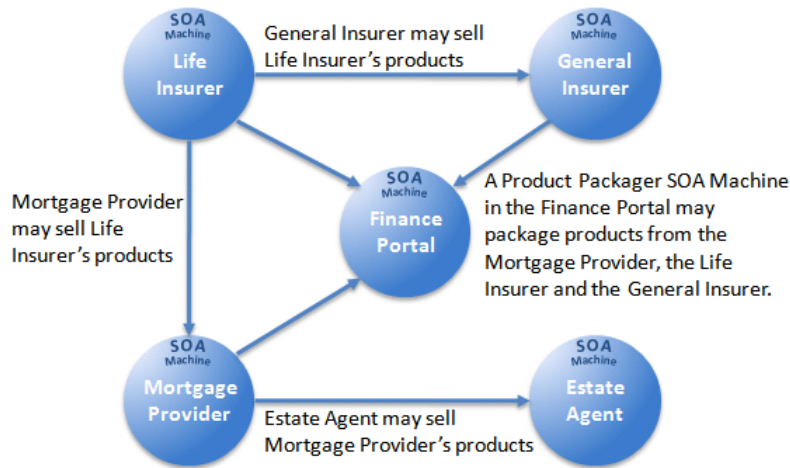 SOA
Machine
Life
Insurer
General Insurer may sell
Life Insurer's products
SOA
Machine
General
Insurer
Mortgage Provider
may sell Life
Insurer's products
SOA
Machine
Finance
Portal
A Product Packager SOA Machine
in the Finance Portal may
package products from the
Mortgage Provider, the Life
Insurer and the General Insurer.
SOA
Machine
Mortgage
Provider
Estate Agent may sell
Mortgage Provider's products
SOA
Machine
Estate
Agent